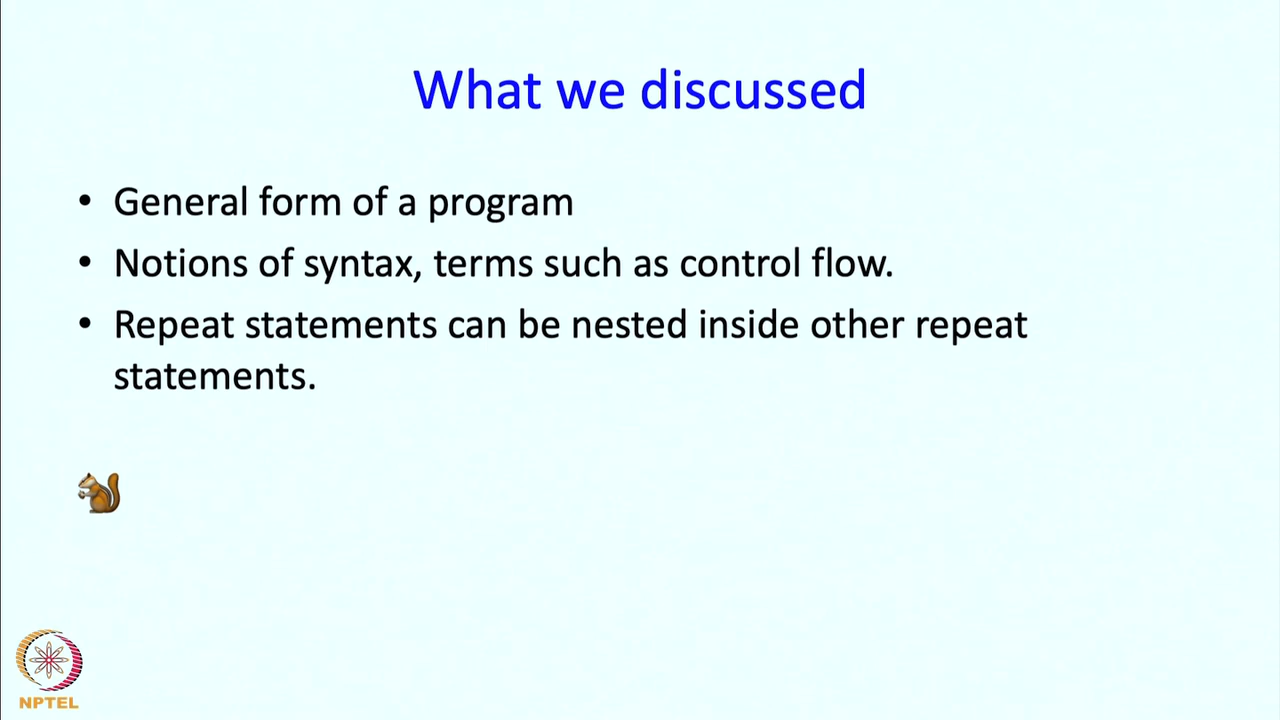 What we discussed
• General form of a program
• Notions of syntax, terms such as control flow.
• Repeat statements can be nested inside other repeat
statements.
NPTEL